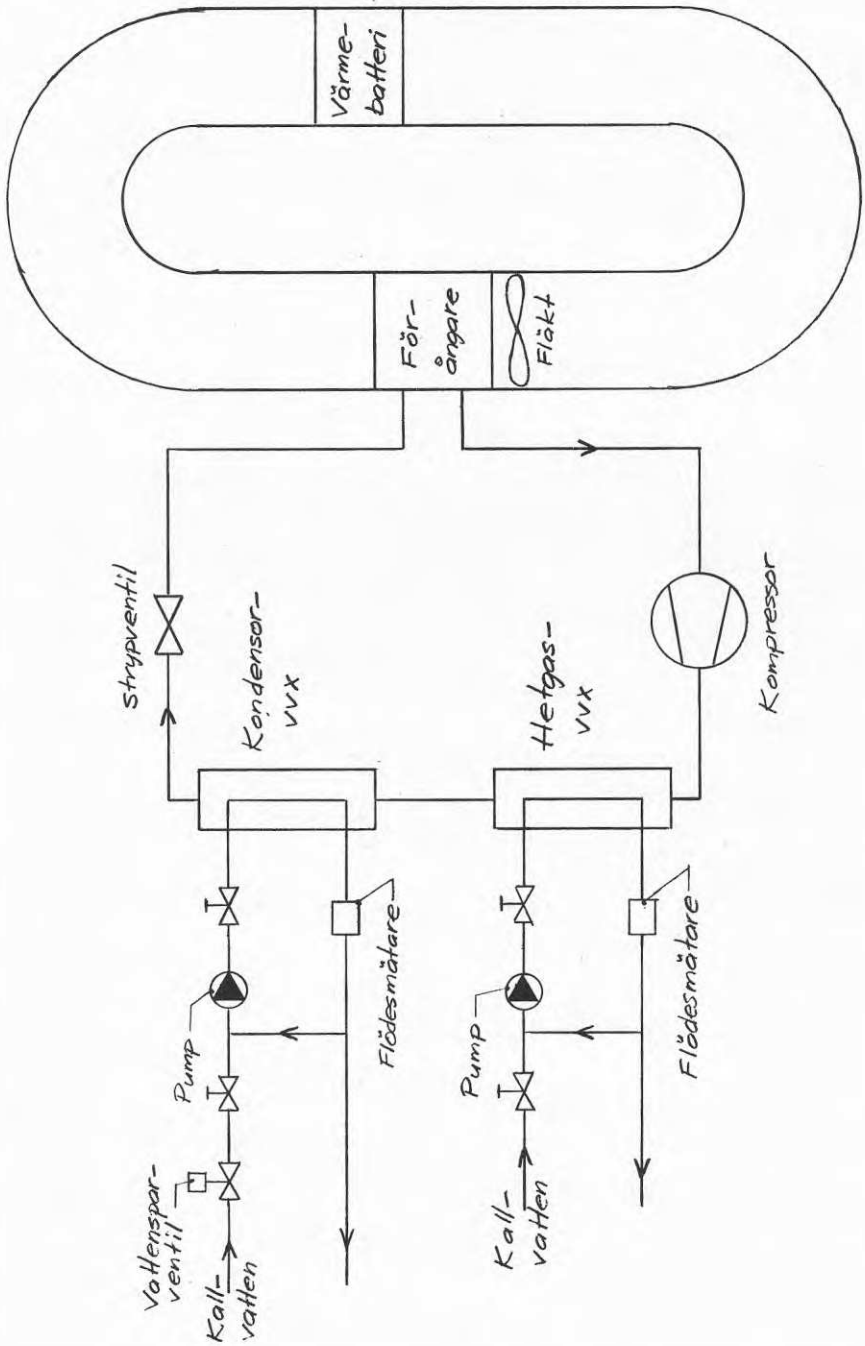 Värme-
batteri
För-
ångare
Fläkt
strypventil
Kondensor-
VVX
Hetgas-
VVX
Kompressor
Pump
Flödesmätare
Vattenspar-
ventil
Kall-
vatten
Pump
Flödesmätare
Kall-
vatten